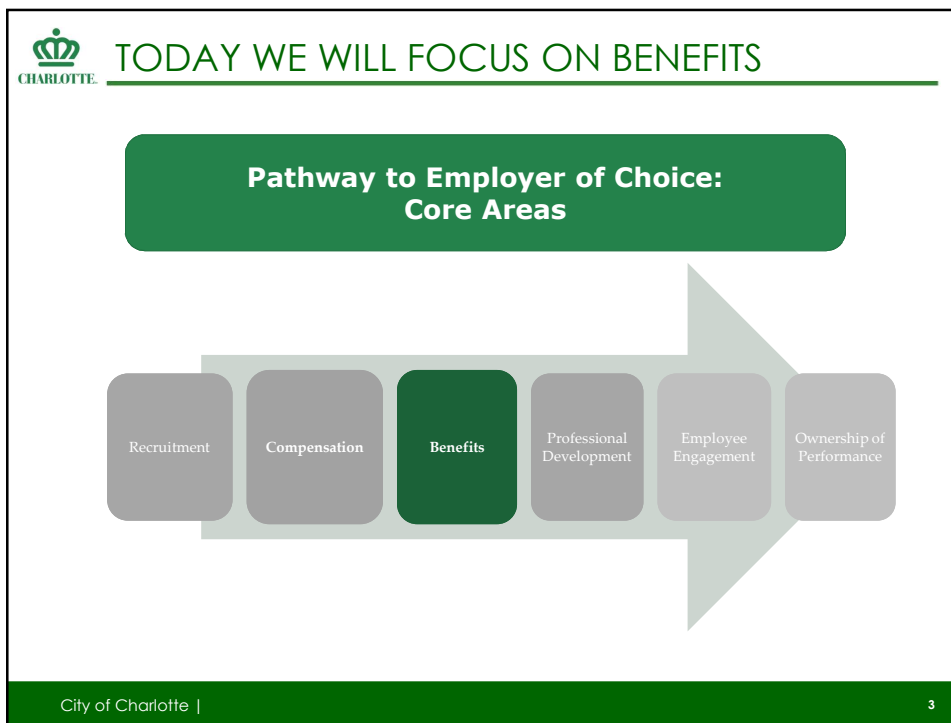 CHARLOTTE™
TODAY WE WILL FOCUS ON BENEFITS
Pathway to Employer of Choice:
Core Areas
Recruitment
Compensation
Benefits
Professional
Development
Employee
Engagement
Ownership of
Performance
City of Charlotte |
3